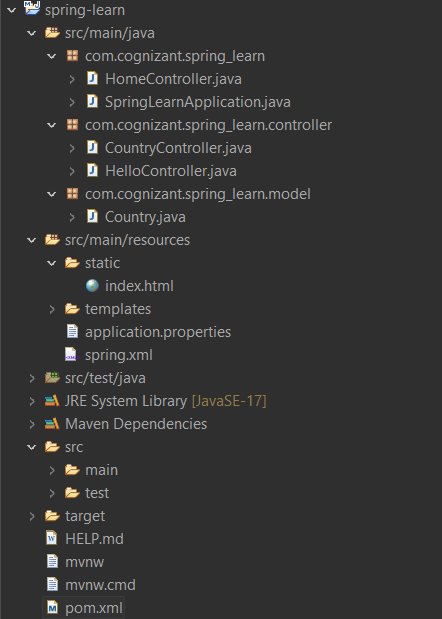 spring-learn
src/main/java
com.cognizant.spring_learn
HomeController.java
SpringLearnApplication.java
com.cognizant.spring_learn.controller
CountryController.java
HelloController.java
com.cognizant.spring_learn.model
Country.java
src/main/resources
static
index.html
templates
application.properties
spring.xml
src/test/java
JRE System Library [JavaSE-17]
Maven Dependencies
src
main
test
target
HELP.md
mvnw
mvnw.cmd
pom.xml